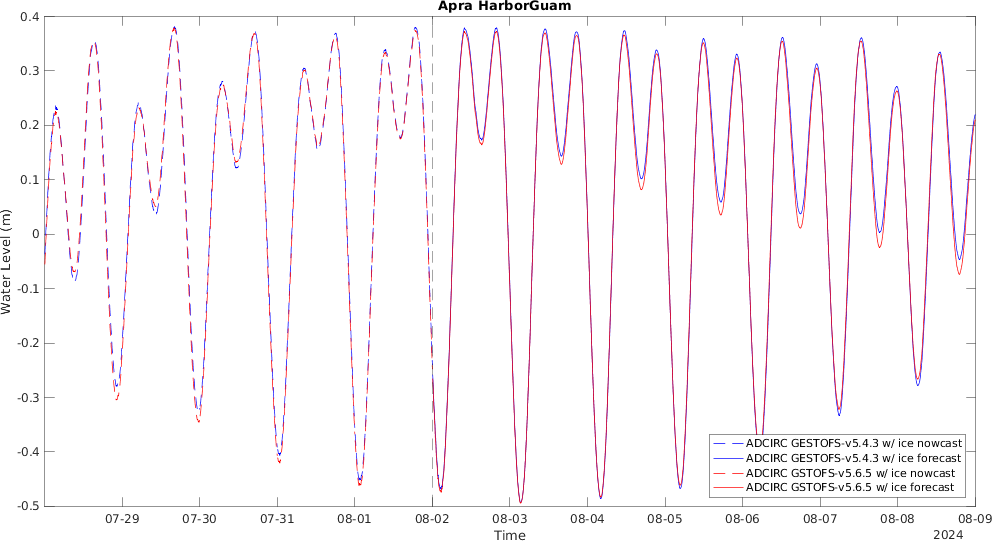 Apra HarborGuam
Water Level (m)
0.4
0.3
0.2
0.1
0
-0.1
-0.2
-0.3
-0.4
-0.5
ADCIRC GESTOFS-v5.4.3 w/ ice nowcast
ADCIRC GESTOFS-v5.4.3 w/ ice forecast
ADCIRC GSTOFS-v5.6.5 w/ ice nowcast
ADCIRC GSTOFS-v5.6.5 w/ ice forecast
07-29 07-30 07-31 08-01 08-02 08-03 08-04 08-05 08-06 08-07 08-08 08-09
Time
2024